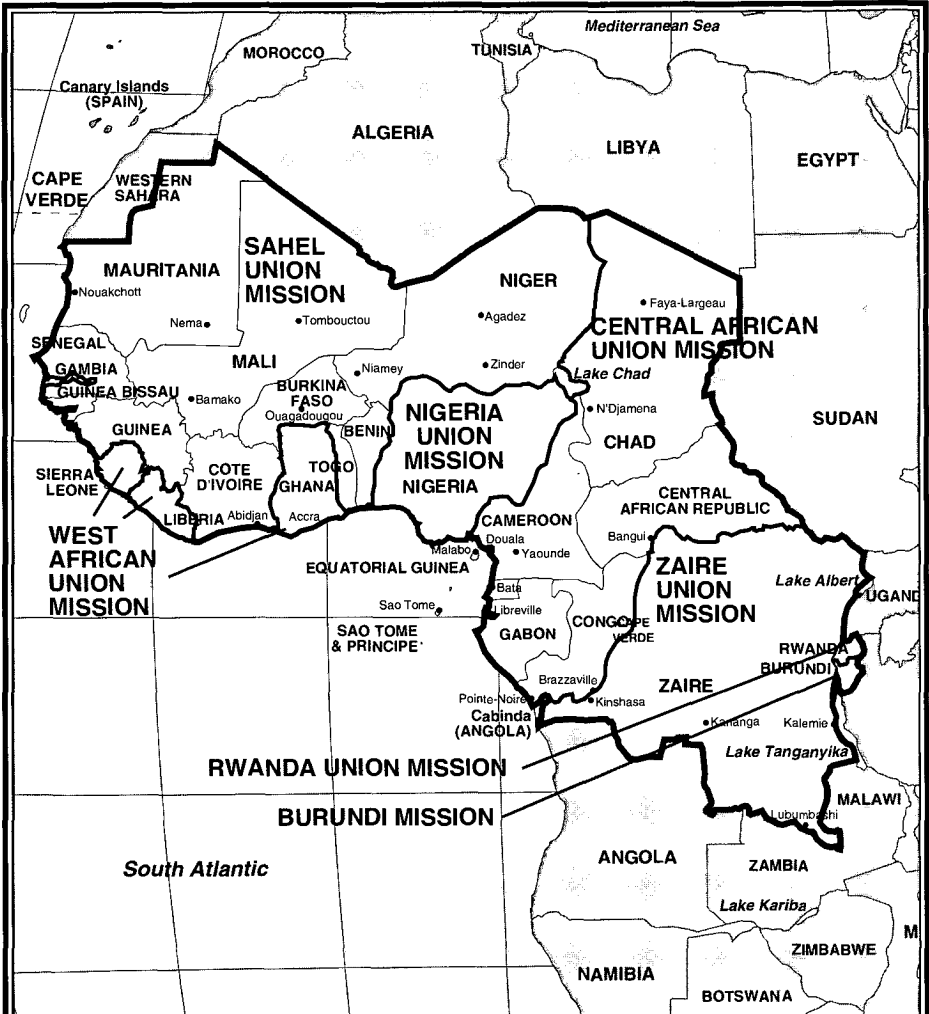 Mediterranean Sea
MOROCCO
TUNISIA
Canary Islands
(SPAIN)
ALGERIA
LIBYA
EGYPT
CAPE
VERDE
WESTERN
SAHARA
SAHEL
UNION
MISSION
MAURITANIA
NIGER
Nouakchott
Faya-Largeau
Nema
Tombouctou
Agadez
CENTRAL AFRICAN
UNION MISSION
SENEGAL
MALI
GAMBIA
Niamey
Zinder
Lake Chad
GUINEA BISSAU
BURKINA
FASO
Bamako
Ouagadougou
N'Djamena
NIGERIA
UNION
MISSION
NIGERIA
SUDAN
GUINEA
BENIN
CHAD
SIERRA
LEONE
COTE
D'IVOIRE
TOGO
GHANA
CENTRAL
AFRICAN REPUBLIC
LIBERIA
Abidjan
Accra
CAMEROON
WEST
AFRICAN
UNION
MISSION
Douala
Bangui
Malabo
Yaounde
EQUATORIAL GUINEA
ZAIRE
UNION
MISSION
Lake Albert
Bata
UGAND
Sao Tome
Libreville
GABON
CONGO
CAPE
VERDE
SAO TOME
& PRINCIPE
RWANDA
BURUNDI
Brazzaville
ZAIRE
Pointe-Noire
Kinshasa
Cabinda
(ANGOLA)
Kananga
Kalemie
Lake Tanganyika
RWANDA UNION MISSION
MALAWI
BURUNDI MISSION
Lubumbashi
ANGOLA
ZAMBIA
South Atlantic
Lake Kariba
M
ZIMBABWE
NAMIBIA
BOTSWANA